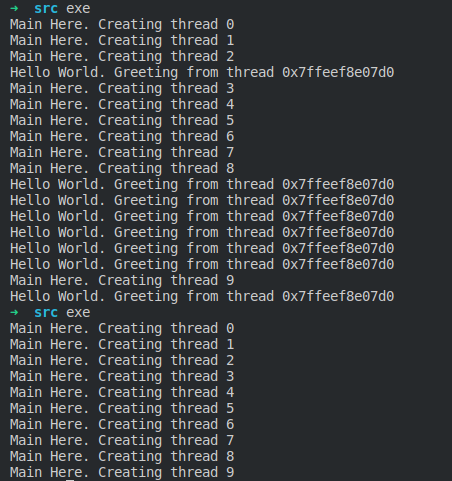 ➜ src exe
Main Here. Creating thread 0
Main Here. Creating thread 1
Main Here. Creating thread 2
Hello World. Greeting from thread 0x7ffeef8e07d0
Main Here. Creating thread 3
Main Here. Creating thread 4
Main Here. Creating thread 5
Main Here. Creating thread 6
Main Here. Creating thread 7
Main Here. Creating thread 8
Hello World. Greeting from thread 0x7ffeef8e07d0
Hello World. Greeting from thread 0x7ffeef8e07d0
Hello World. Greeting from thread 0x7ffeef8e07d0
Hello World. Greeting from thread 0x7ffeef8e07d0
Hello World. Greeting from thread 0x7ffeef8e07d0
Hello World. Greeting from thread 0x7ffeef8e07d0
Main Here. Creating thread 9
Hello World. Greeting from thread 0x7ffeef8e07d0
➜ src exe
Main Here. Creating thread 0
Main Here. Creating thread 1
Main Here. Creating thread 2
Main Here. Creating thread 3
Main Here. Creating thread 4
Main Here. Creating thread 5
Main Here. Creating thread 6
Main Here. Creating thread 7
Main Here. Creating thread 8
Main Here. Creating thread 9